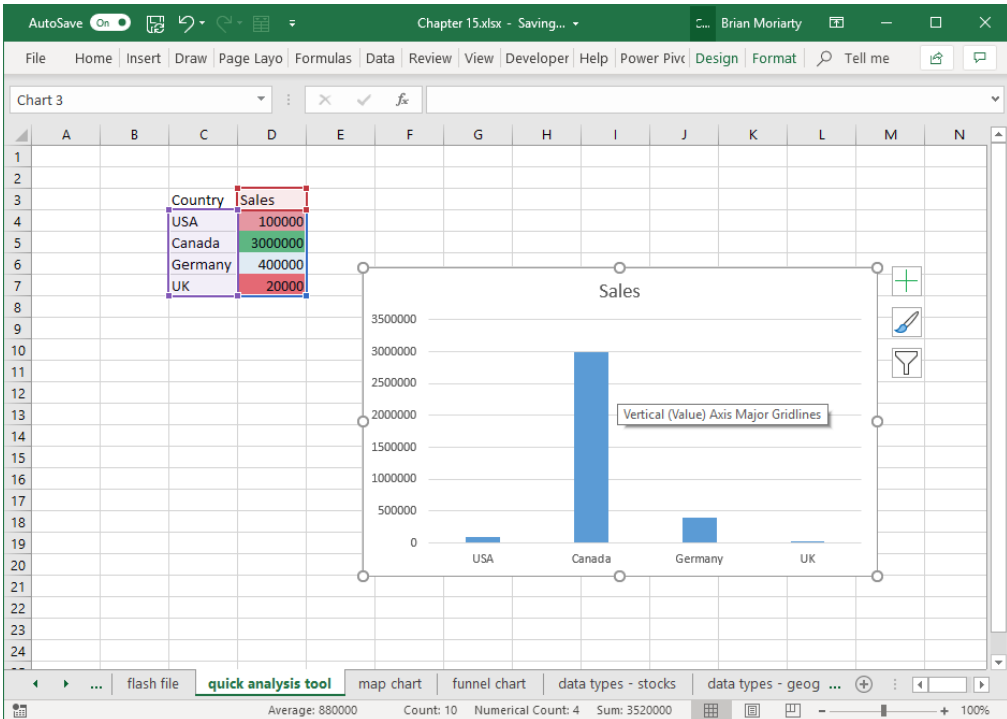 AutoSave On Chapter 15.xlsx - Saving... C... Brian Moriarty
File Home Insert Draw Page Layo Formulas Data Review View Developer Help Power Pivo Design Format Tell me
Chart 3 fx
A B C D E F G H I J K L M N
1
2
3 Country Sales
4 USA 100000
5 Canada 3000000
6 Germany 400000
7 UK 20000
8
9
10
11
12
13
14
15
16
17
18
19
20
21
22
23
24
Sales
3500000
3000000
2500000
2000000
1500000
1000000
500000
0
Vertical (Value) Axis Major Gridlines
USA Canada Germany UK
... flash file quick analysis tool map chart funnel chart data types - stocks data types - geog ...
Average: 880000 Count: 10 Numerical Count: 4 Sum: 3520000 100%